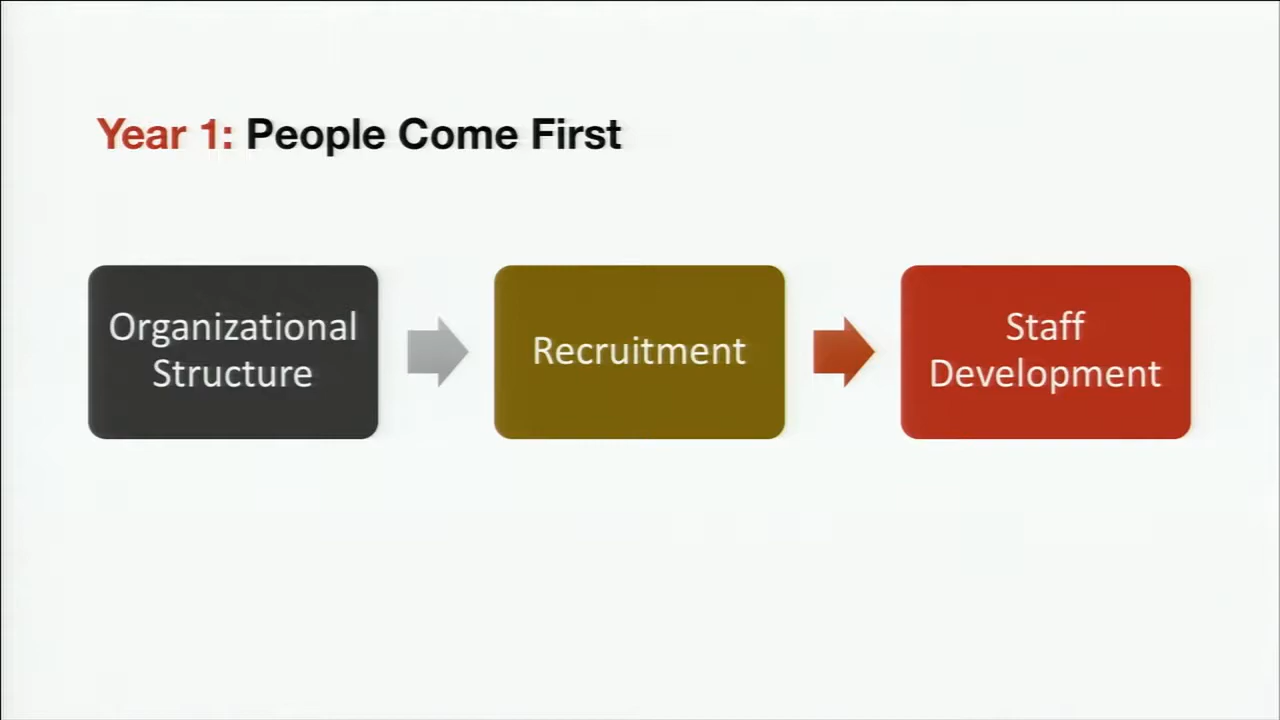 Year 1: People Come First
Organizational
Structure
Recruitment
Staff
Development